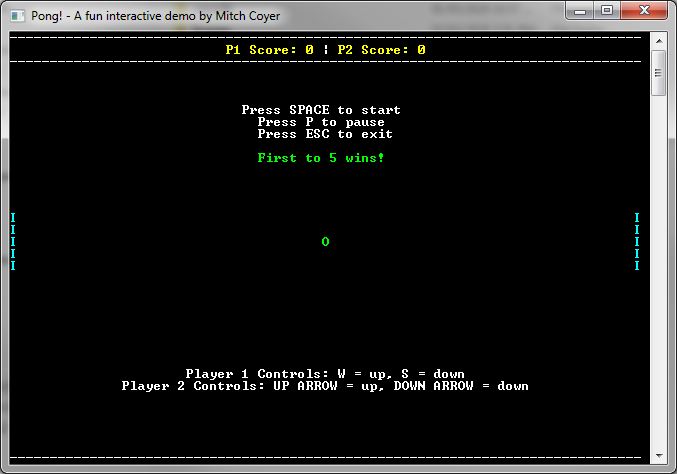 Pong! - A fun interactive demo by Mitch Coyer
P1 Score: 0 | P2 Score: 0
Press SPACE to start
Press P to pause
Press ESC to exit
First to 5 wins!
I I
I I
I O I
I I
I I
Player 1 Controls: W = up, S = down
Player 2 Controls: UP ARROW = up, DOWN ARROW = down